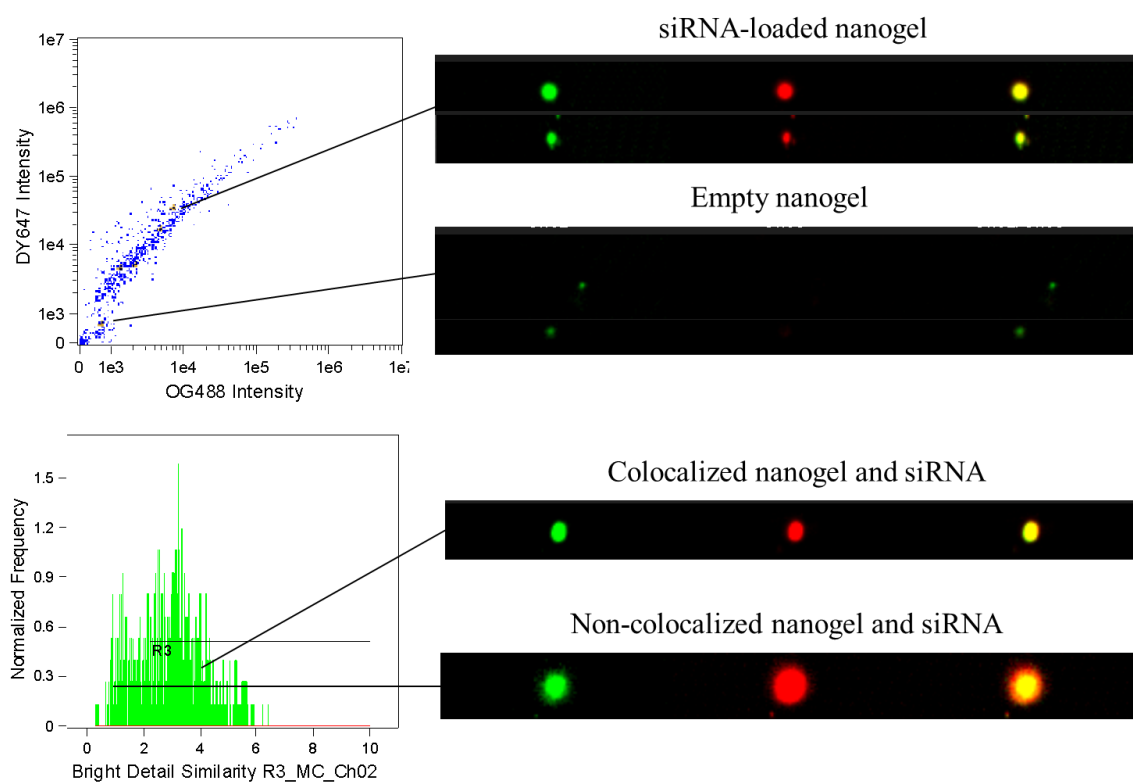 siRNA-loaded nanogel
1e7
1e6
1e5
1e4
1e3
0
DY647 Intensity
0 1e3 1e4 1e5 1e6 1e7
OG488 Intensity
Empty nanogel
1.5
1.2
0.9
0.6
0.3
0
Normalized Frequency
R3
0 2 4 6 8 10
Bright Detail Similarity R3_MC_Ch02
Colocalized nanogel and siRNA
Non-colocalized nanogel and siRNA